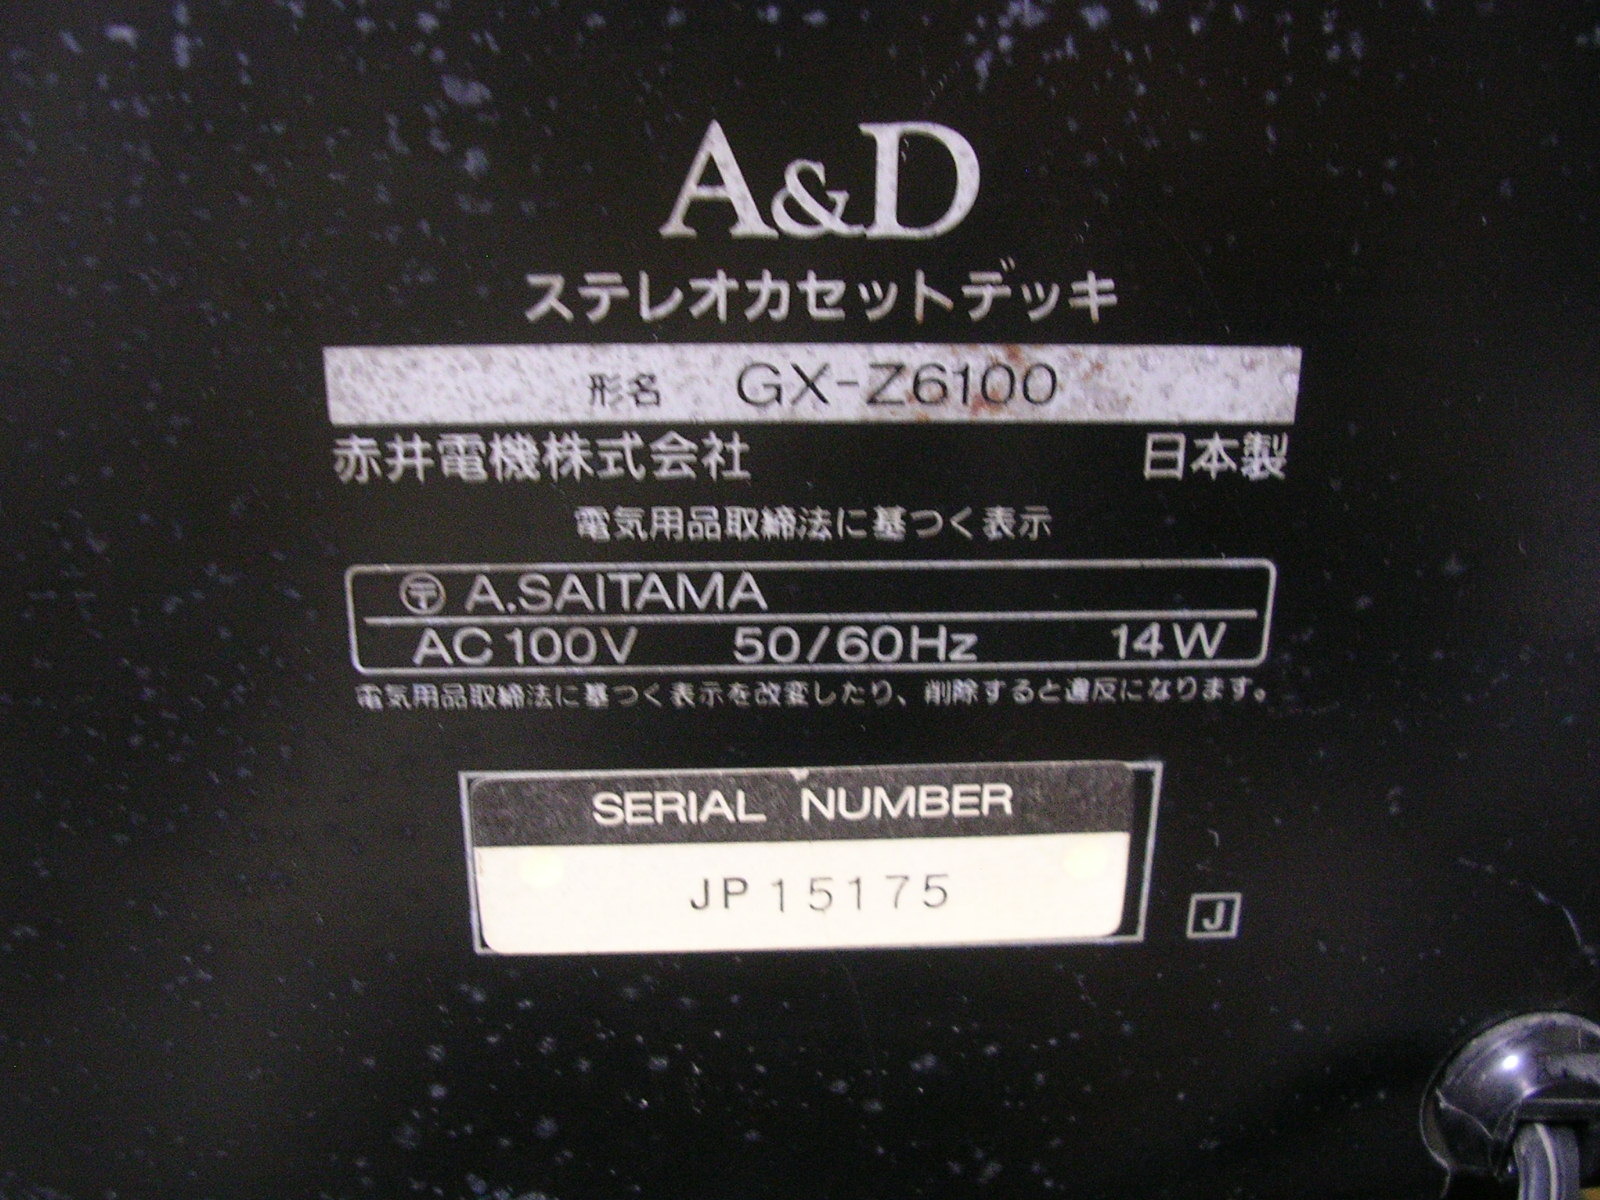 A&D
ステレオカセットデッキ
形名 GX-Z6100
赤井電機株式会社 日本製
電気用品取締法に基つく表示
〒 A.SAITAMA
AC 100V 50/60Hz 14W
電気用品取締法に基つく表示を改変したり、削除すると違反になります。
SERIAL NUMBER
JP15175
J